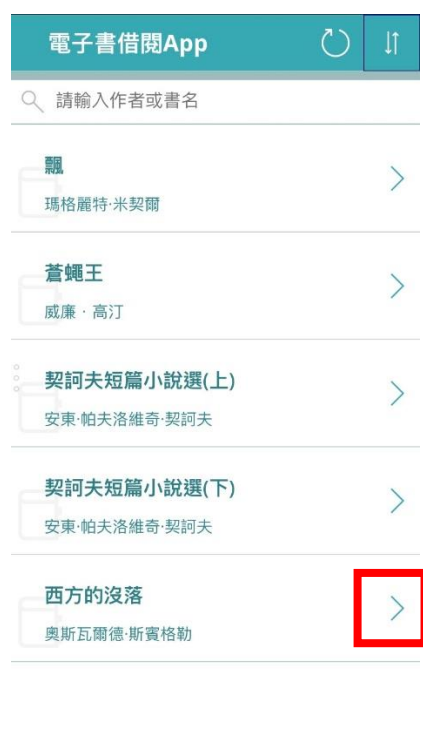 電子書借閱App
請輸入作者或書名
飄
瑪格麗特·米契爾
蒼蠅王
威廉·高汀
契訶夫短篇小說選(上)
安東·帕夫洛維奇·契訶夫
契訶夫短篇小說選(下)
安東·帕夫洛維奇·契訶夫
西方的沒落
奧斯瓦爾德·斯賓格勒